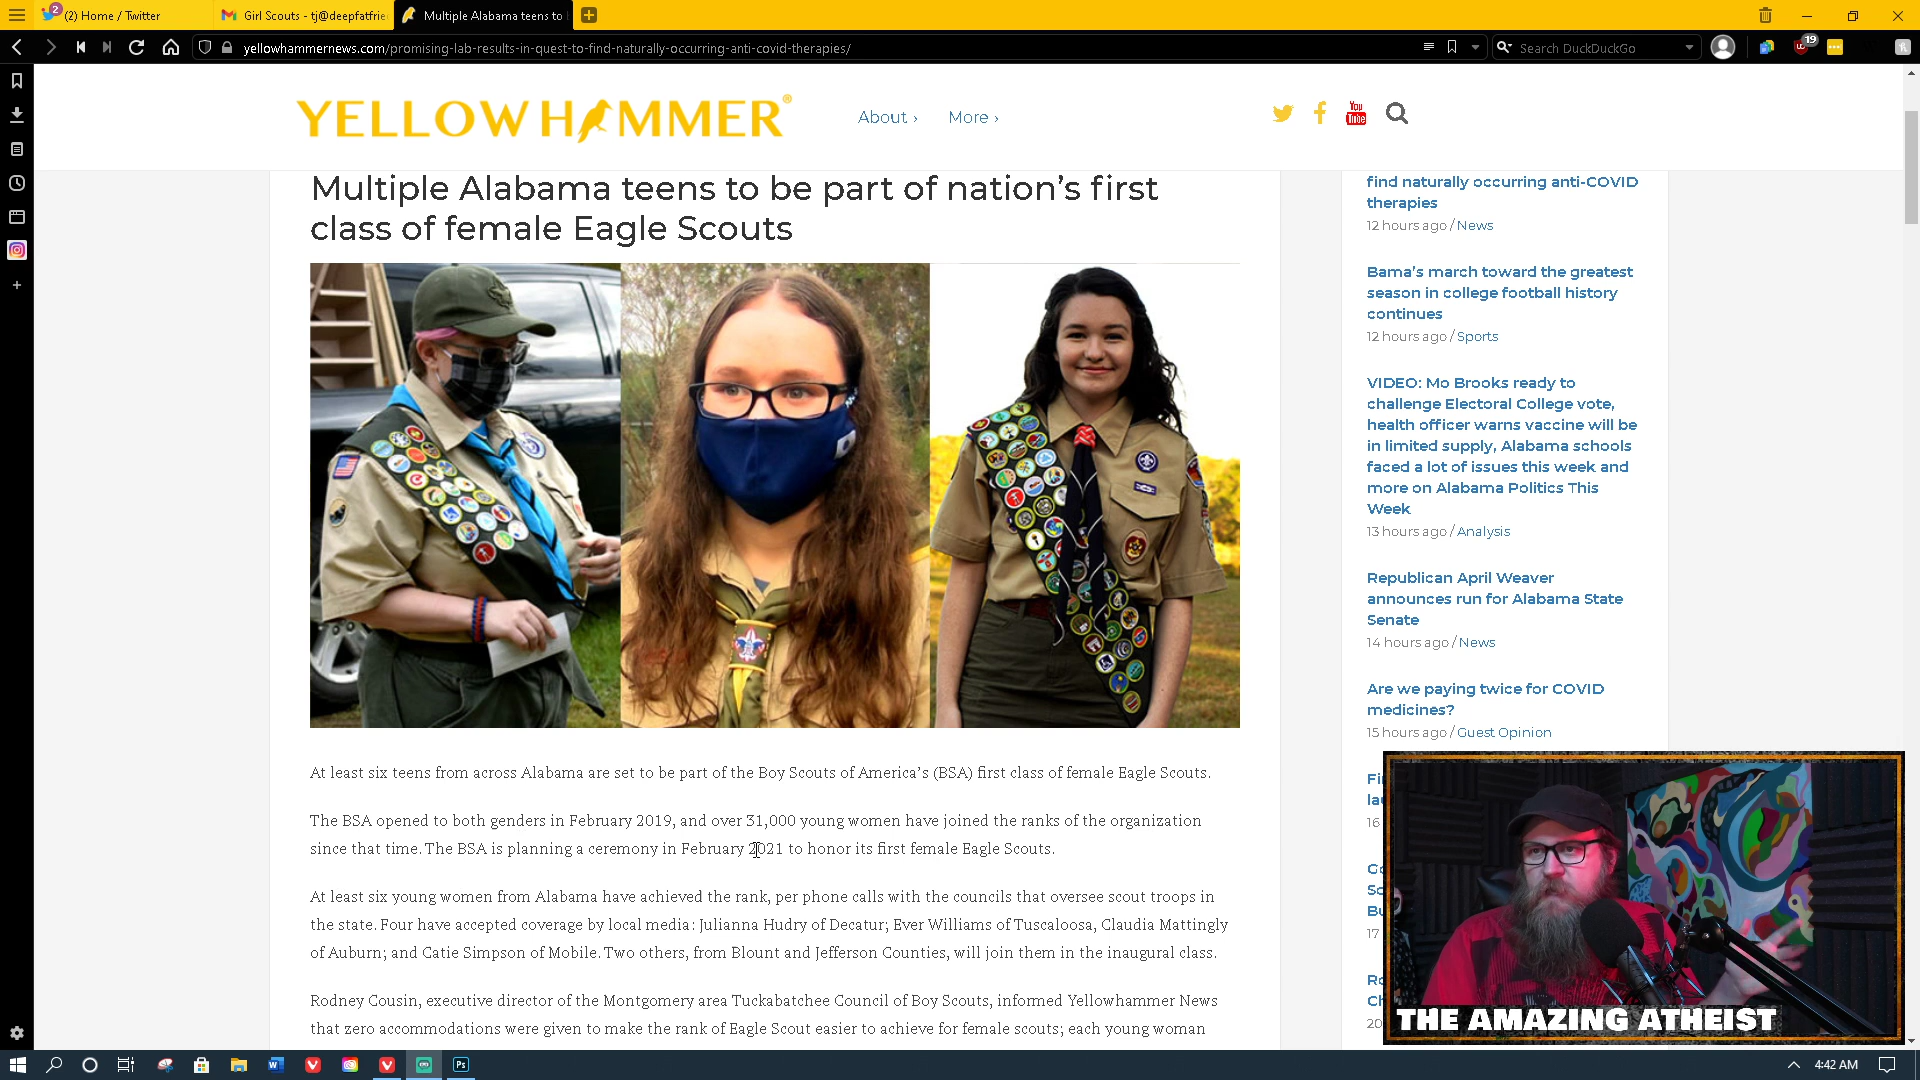 2
(2) Home / Twitter
Girl Scouts - tj@deepfatfrie
Multiple Alabama teens to
yellowhammernews.com/promising-lab-results-in-quest-to-find-naturally-occurring-anti-covid-therapies/
Search DuckDuckGo
19
YELLOWHAMMER®
About ›
More ›
You
Tube
Multiple Alabama teens to be part of nation's first
class of female Eagle Scouts
At least six teens from across Alabama are set to be part of the Boy Scouts of America's (BSA) first class of female Eagle Scouts.
The BSA opened to both genders in February 2019, and over 31,000 young women have joined the ranks of the organization
since that time. The BSA is planning a ceremony in February 2021 to honor its first female Eagle Scouts.
At least six young women from Alabama have achieved the rank, per phone calls with the councils that oversee scout troops in
the state. Four have accepted coverage by local media: Julianna Hudry of Decatur; Ever Williams of Tuscaloosa, Claudia Mattingly
of Auburn; and Catie Simpson of Mobile. Two others, from Blount and Jefferson Counties, will join them in the inaugural class.
Rodney Cousin, executive director of the Montgomery area Tuckabatchee Council of Boy Scouts, informed Yellowhammer News
that zero accommodations were given to make the rank of Eagle Scout easier to achieve for female scouts; each young woman
find naturally occurring anti-COVID
therapies
12 hours ago / News
Bama's march toward the greatest
season in college football history
continues
12 hours ago / Sports
VIDEO: Mo Brooks ready to
challenge Electoral College vote,
health officer warns vaccine will be
in limited supply, Alabama schools
faced a lot of issues this week and
more on Alabama Politics This
Week
13 hours ago / Analysis
Republican April Weaver
announces run for Alabama State
Senate
14 hours ago / News
Are we paying twice for COVID
medicines?
15 hours ago / Guest Opinion
16
17
20
THE AMAZING ATHEIST
4:42 AM